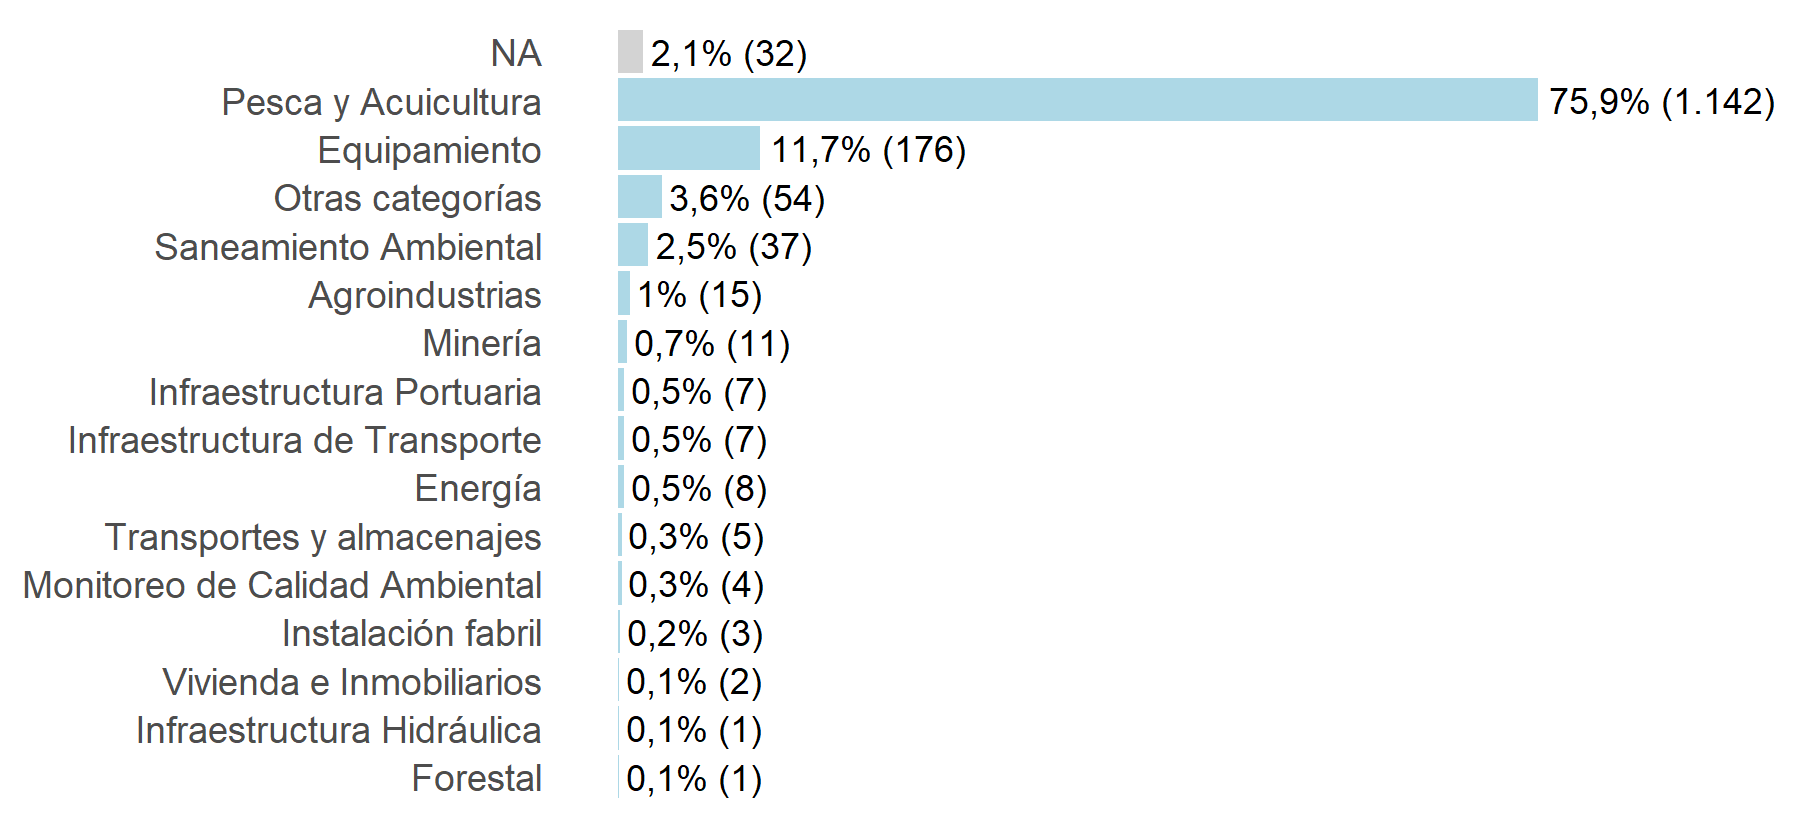 NA 2,1% (32)
Pesca y Acuicultura 75,9% (1.142)
Equipamiento 11,7% (176)
Otras categorías 3,6% (54)
Saneamiento Ambiental 2,5% (37)
Agroindustrias 1% (15)
Minería 0,7% (11)
Infraestructura Portuaria 0,5% (7)
Infraestructura de Transporte 0,5% (7)
Energía 0,5% (8)
Transportes y almacenajes 0,3% (5)
Monitoreo de Calidad Ambiental 0,3% (4)
Instalación fabril 0,2% (3)
Vivienda e Inmobiliarios 0,1% (2)
Infraestructura Hidráulica 0,1% (1)
Forestal 0,1% (1)